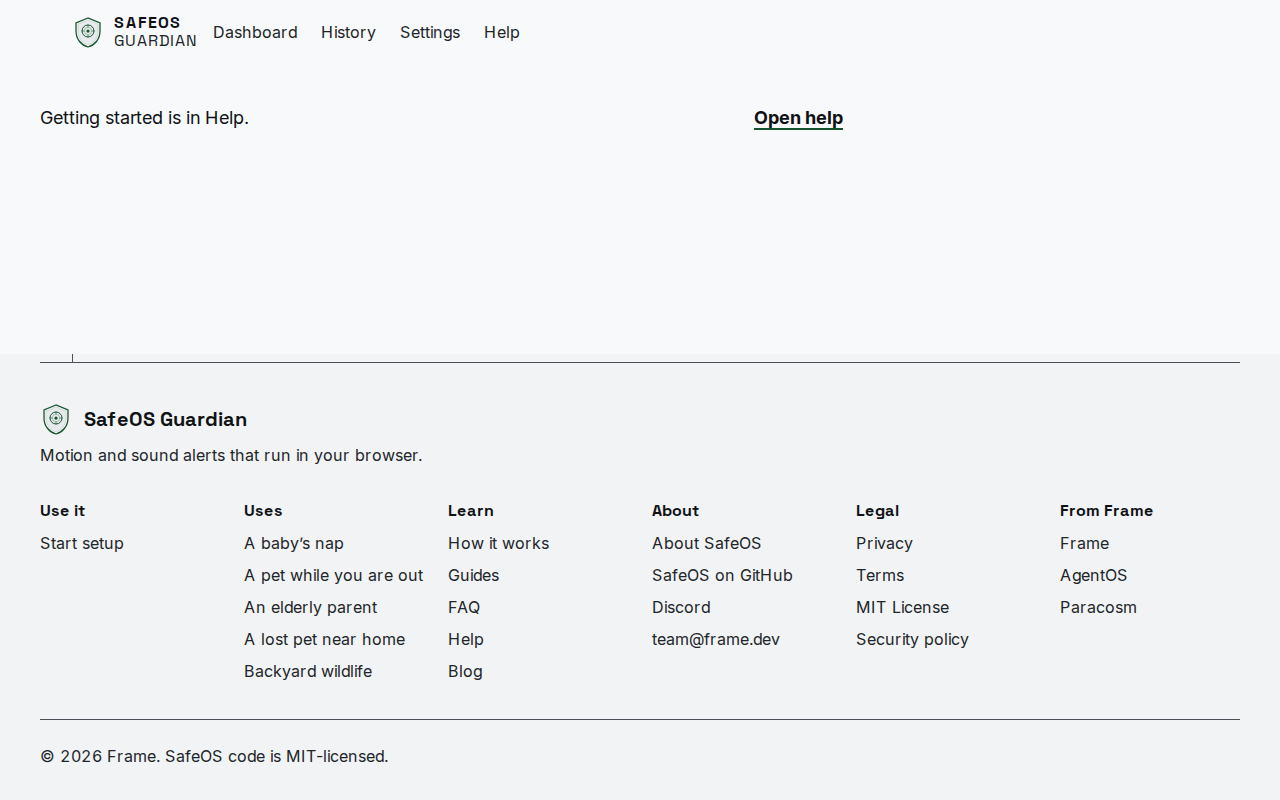 SAFEOS
GUARDIAN
Dashboard History Settings Help
Getting started is in Help.
Open help
SafeOS Guardian
Motion and sound alerts that run in your browser.
Use it
Start setup
Uses
A baby’s nap
A pet while you are out
An elderly parent
A lost pet near home
Backyard wildlife
Learn
How it works
Guides
FAQ
Help
Blog
About
About SafeOS
SafeOS on GitHub
Discord
team@frame.dev
Legal
Privacy
Terms
MIT License
Security policy
From Frame
Frame
AgentOS
Paracosm
© 2026 Frame. SafeOS code is MIT-licensed.